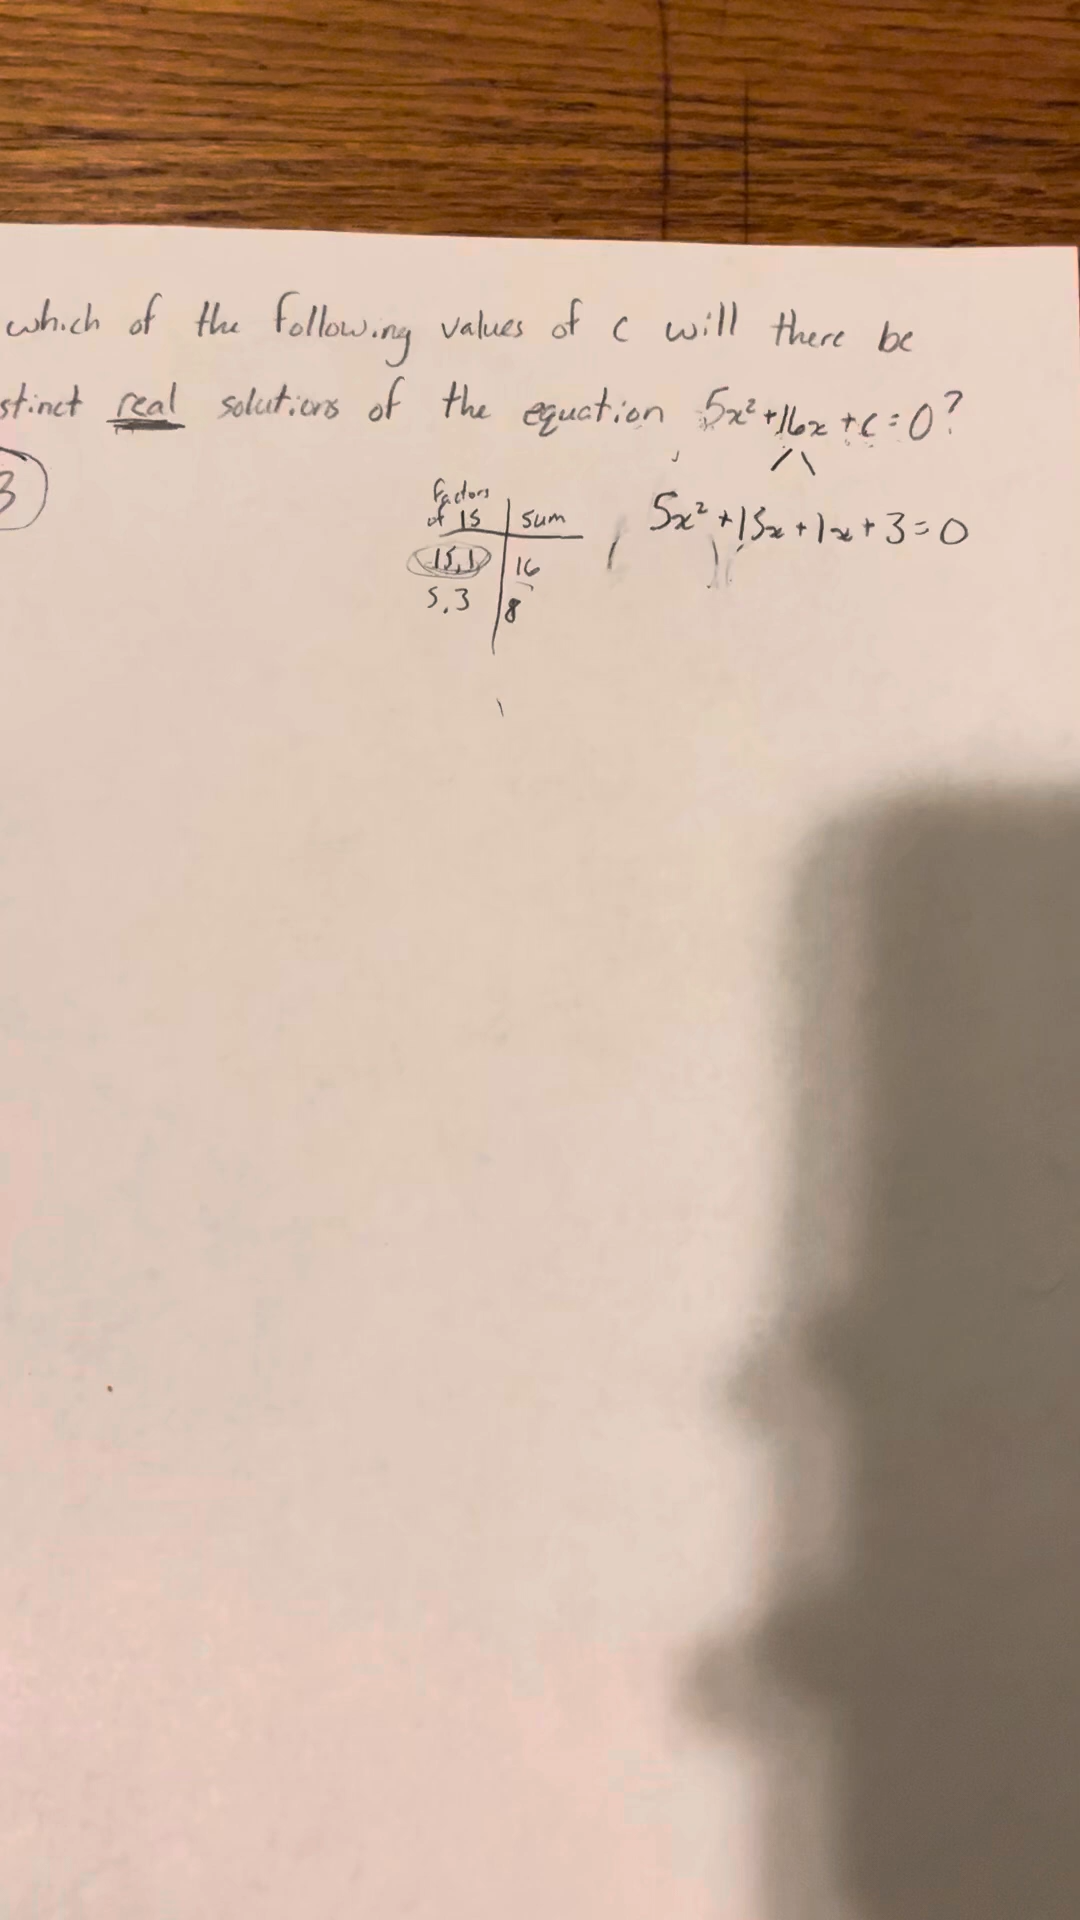 which of the following values of c will there be
stinct real solutions of the equation 5x²+16x+c=0?
3
Factors
of 15 | sum
15,1 | 16
5,3 | 8
5x²+15x+1x+3=0